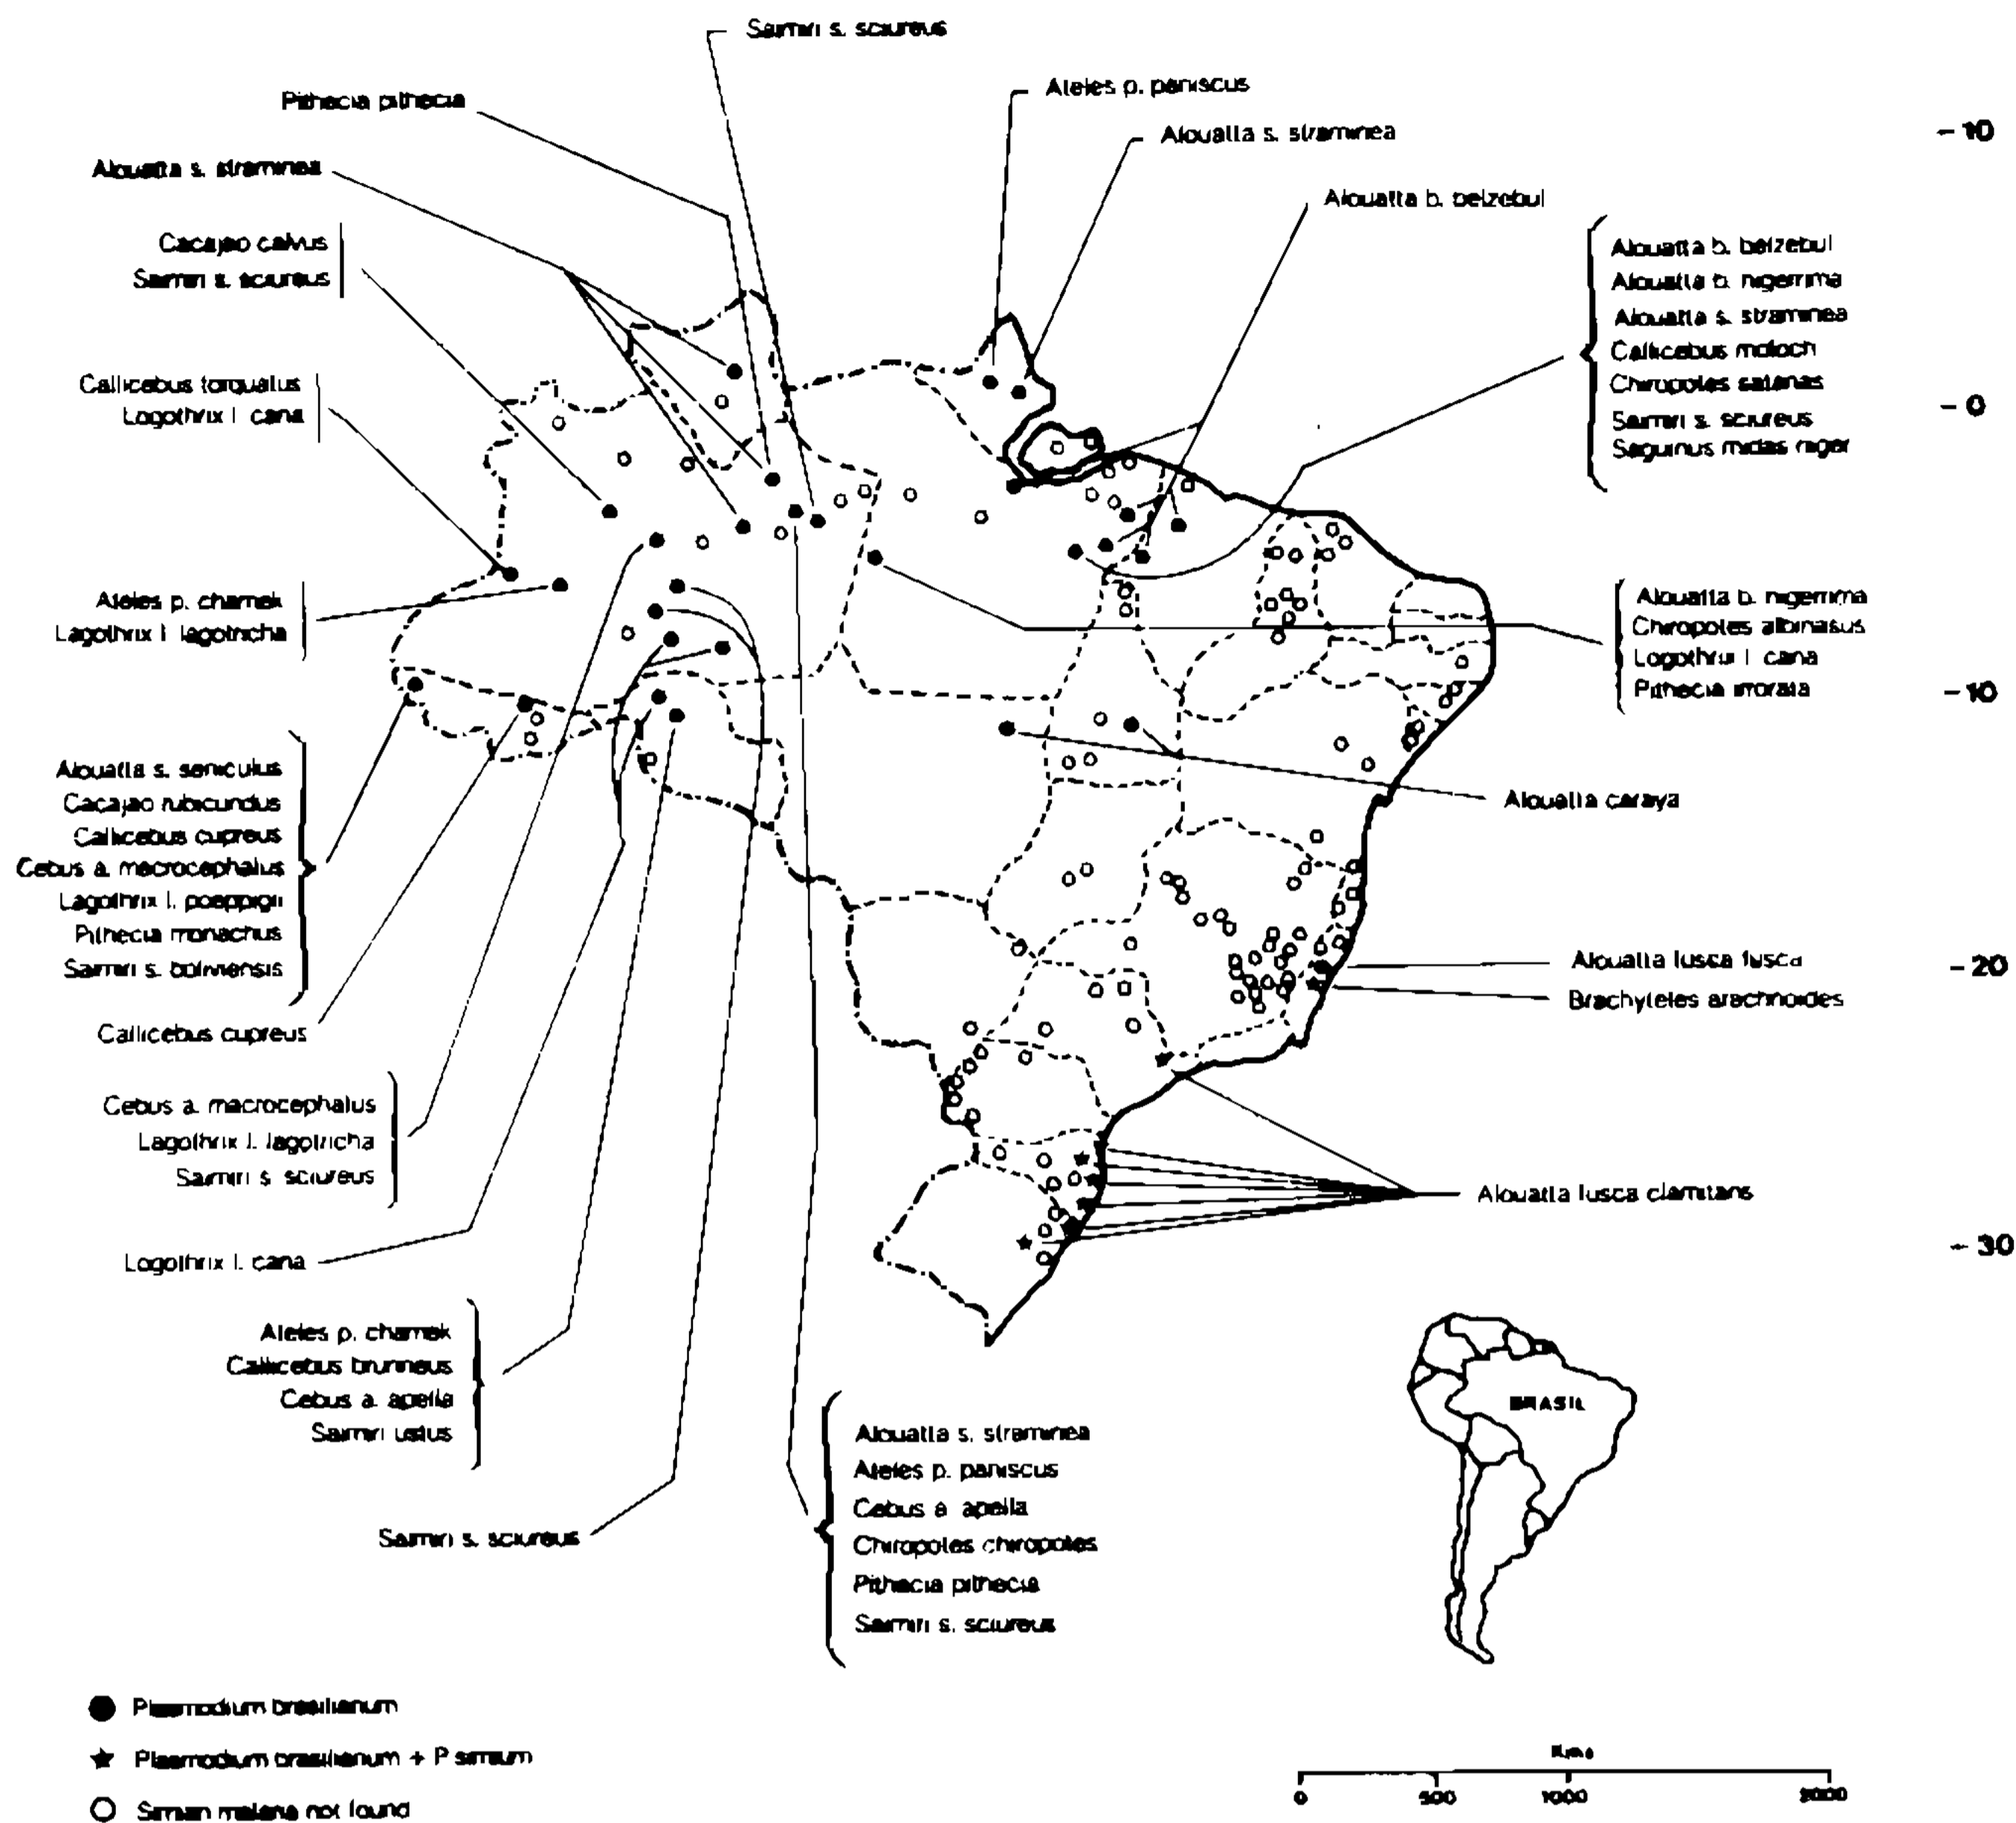 Saimiri s. sciureus
Pithecia pithecia
Ateles p. paniscus
Alouatta s. straminea
Alouatta s. straminea
Alouatta b. belzebul
Cacajao calvus
Saimiri s. sciureus
Alouatta b. belzebul
Alouatta b. nigerrima
Alouatta s. straminea
Callicebus moloch
Chiropotes satanas
Saimiri s. sciureus
Saguinus midas niger
Callicebus torquatus
Logothrix l. cana
Ateles p. chamek
Lagothrix l. lagotricha
Alouatta b. nigerrima
Chiropotes albinasus
Logothrix l. cana
Pithecia irrorata
Alouatta s. seniculus
Cacajao rubicundus
Callicebus cupreus
Cebus a. macrocephalus
Lagothrix l. poeppigii
Pithecia monachus
Saimiri s. boliviensis
Alouatta caraya
Callicebus cupreus
Alouatta fusca fusca
Brachyteles arachnoides
Cebus a. macrocephalus
Lagothrix l. lagotricha
Saimiri s. sciureus
Alouatta fusca clamitans
Logothrix l. cana
Ateles p. chamek
Callicebus brunneus
Cebus a. apella
Saimiri ustus
Saimiri s. sciureus
Alouatta s. straminea
Ateles p. paniscus
Cebus a. apella
Chiropotes chiropotes
Pithecia pithecia
Saimiri s. sciureus
- 10
- 0
- 10
- 20
- 30
BRASIL
Plasmodium brasilianum
Plasmodium brasilianum + P simium
Simian malaria not found
0 500 1000 2000